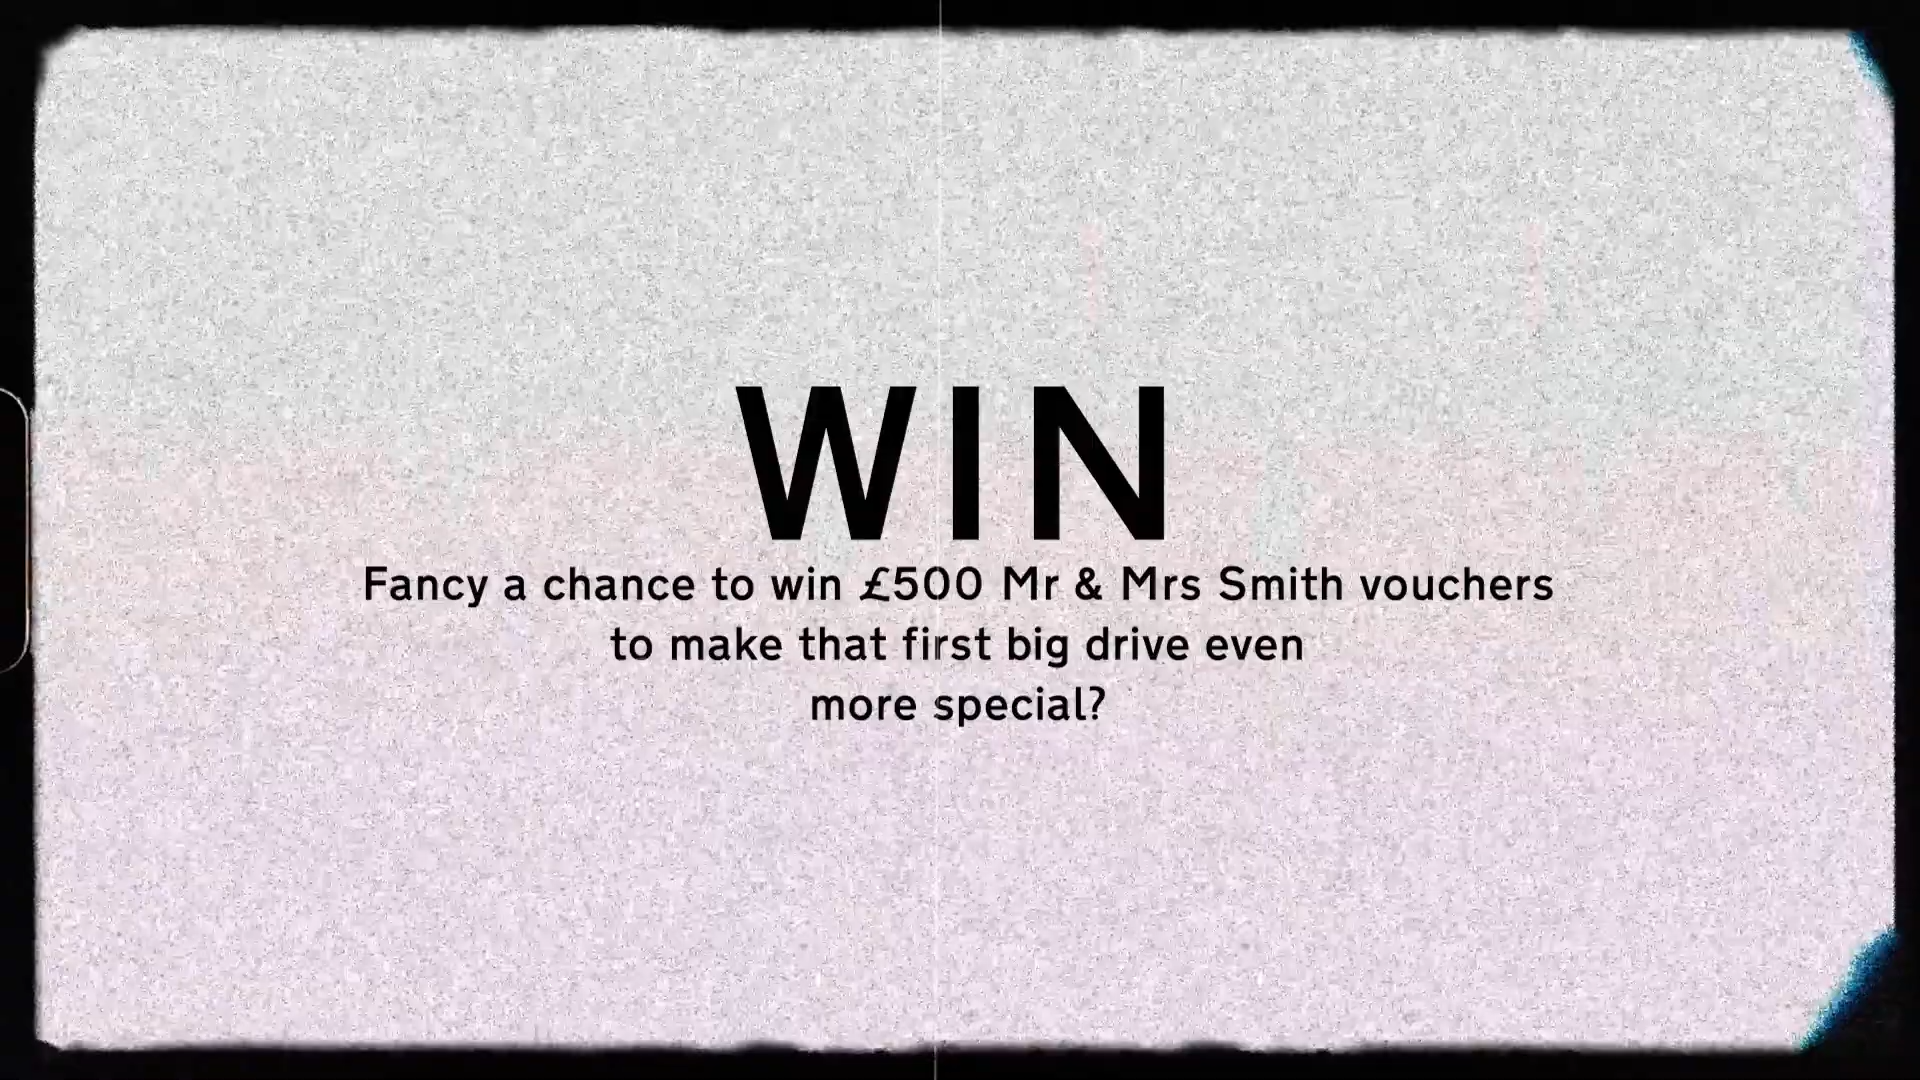 WIN
Fancy a chance to win £500 Mr & Mrs Smith vouchers
to make that first big drive even
more special?